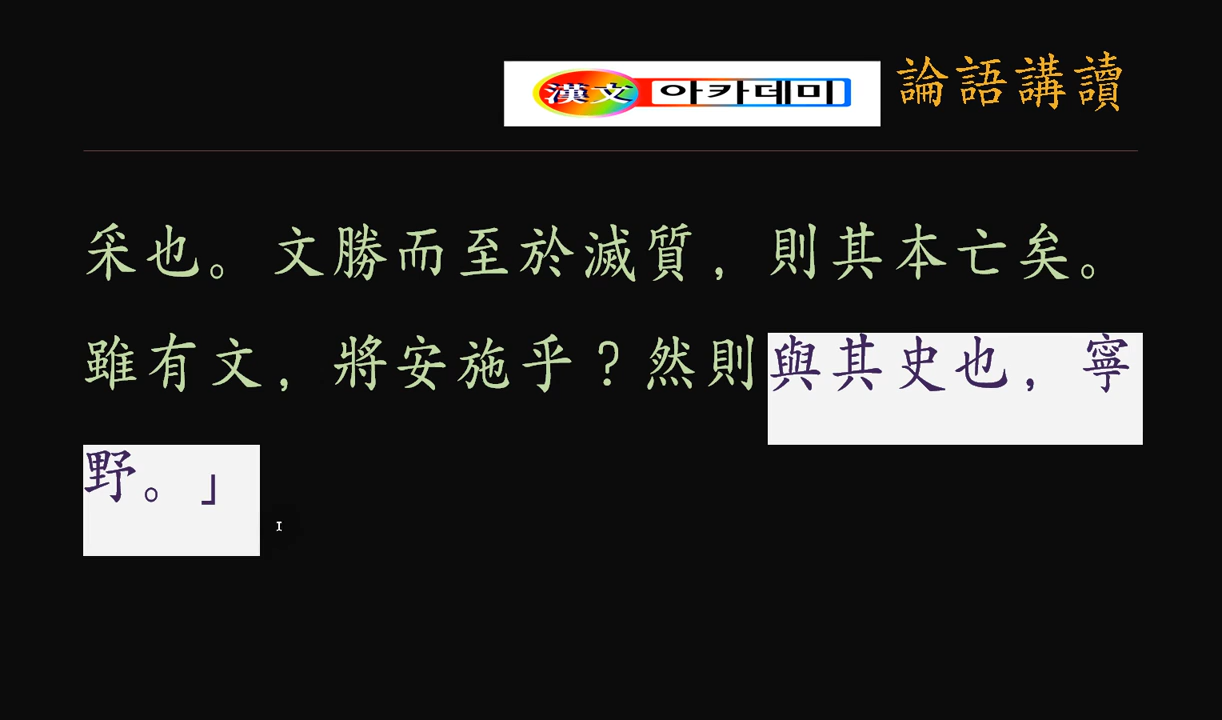 漢文 아카데미 論語講讀
采也。文勝而至於滅質，則其本亡矣。
雖有文，將安施乎？然則與其史也，寧
野。」